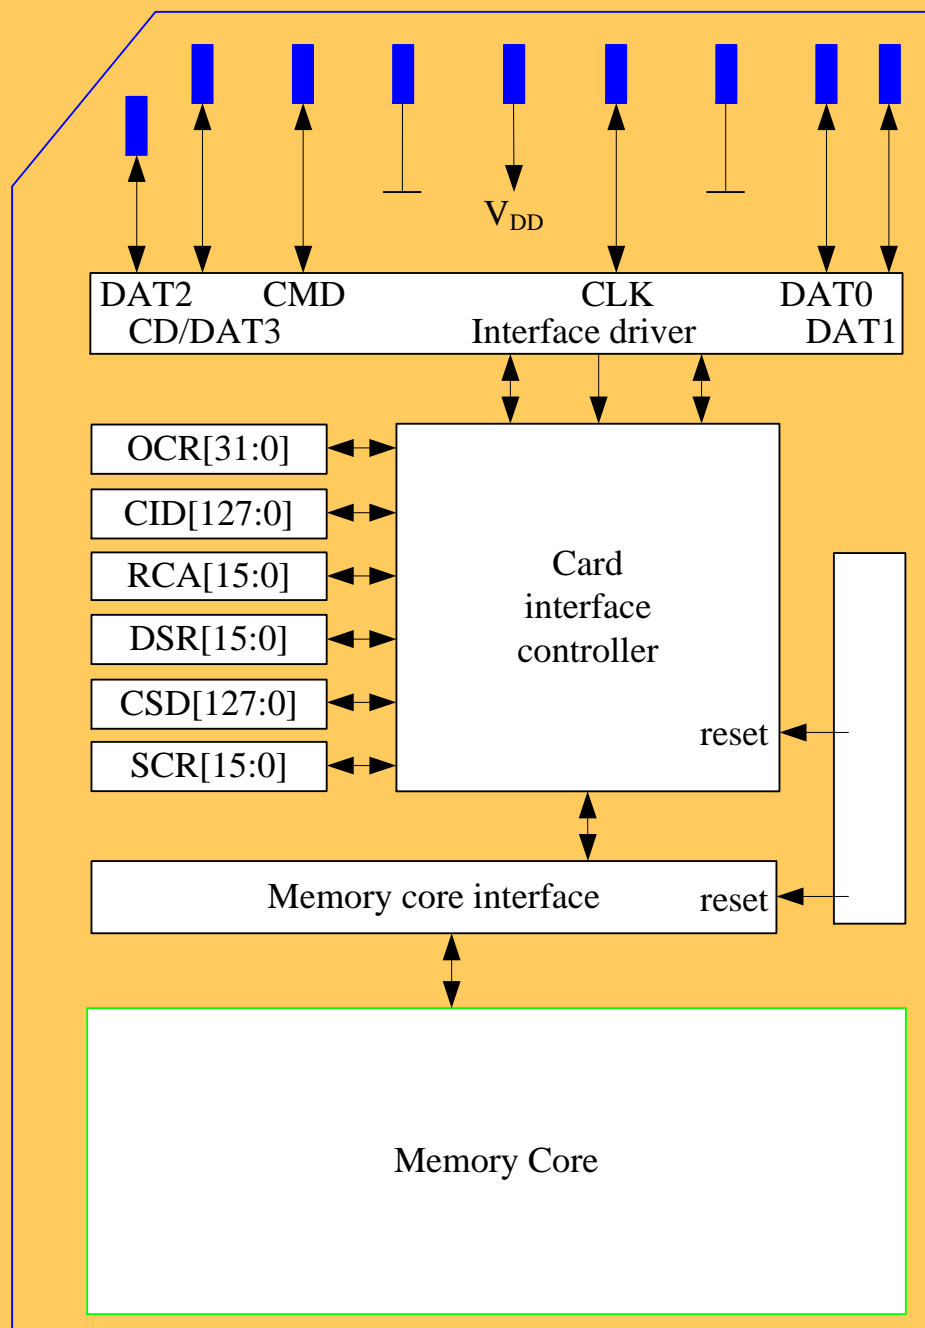 V_DD
DAT2 CMD CLK DAT0
CD/DAT3 Interface driver DAT1
OCR[31:0]
CID[127:0]
RCA[15:0]
DSR[15:0]
CSD[127:0]
SCR[15:0]
Card
interface
controller
reset
Memory core interface
reset
Memory Core